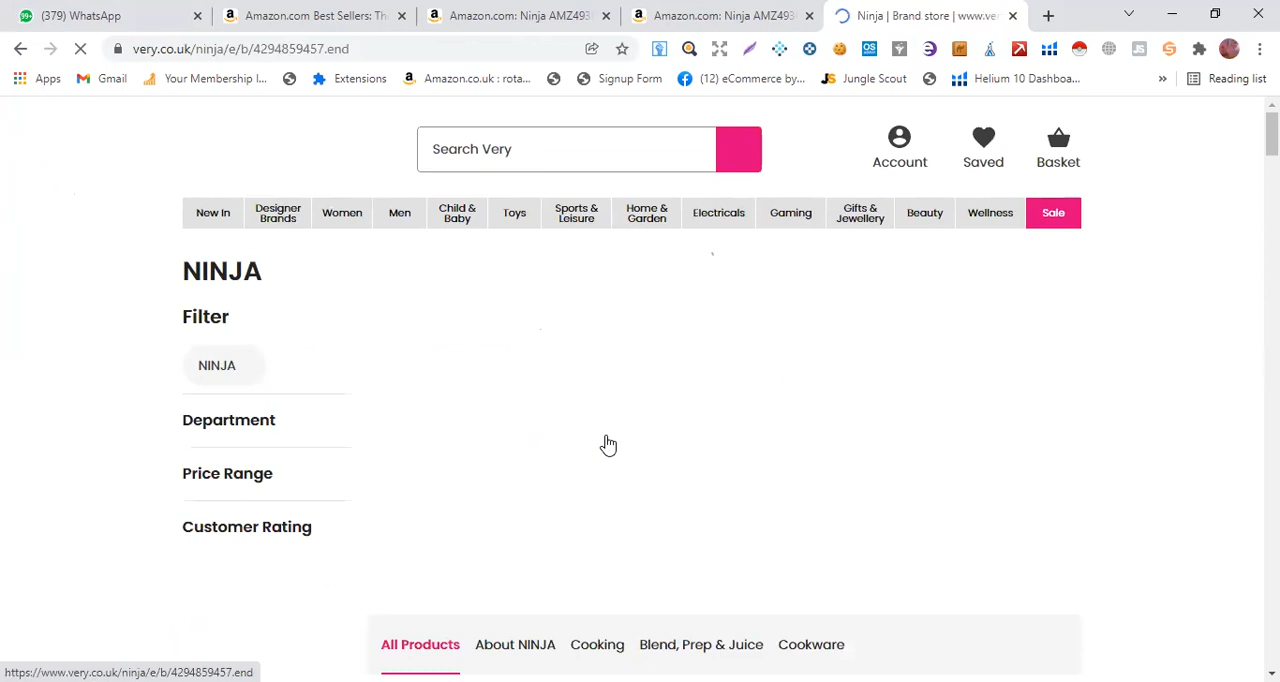 (379) WhatsApp
Amazon.com Best Sellers: The
Amazon.com: Ninja AMZ493
Amazon.com: Ninja AMZ493
Ninja | Brand store | www.ver
very.co.uk/ninja/e/b/4294859457.end
Apps
Gmail
Your Membership I...
Extensions
Amazon.co.uk : rota...
Signup Form
(12) eCommerce by...
Jungle Scout
Helium 10 Dashboa...
»
Reading list
Search Very
Account
Saved
Basket
New In
Designer Brands
Women
Men
Child & Baby
Toys
Sports & Leisure
Home & Garden
Electricals
Gaming
Gifts & Jewellery
Beauty
Wellness
Sale
NINJA
Filter
NINJA
Department
Price Range
Customer Rating
All Products
About NINJA
Cooking
Blend, Prep & Juice
Cookware
https://www.very.co.uk/ninja/e/b/4294859457.end